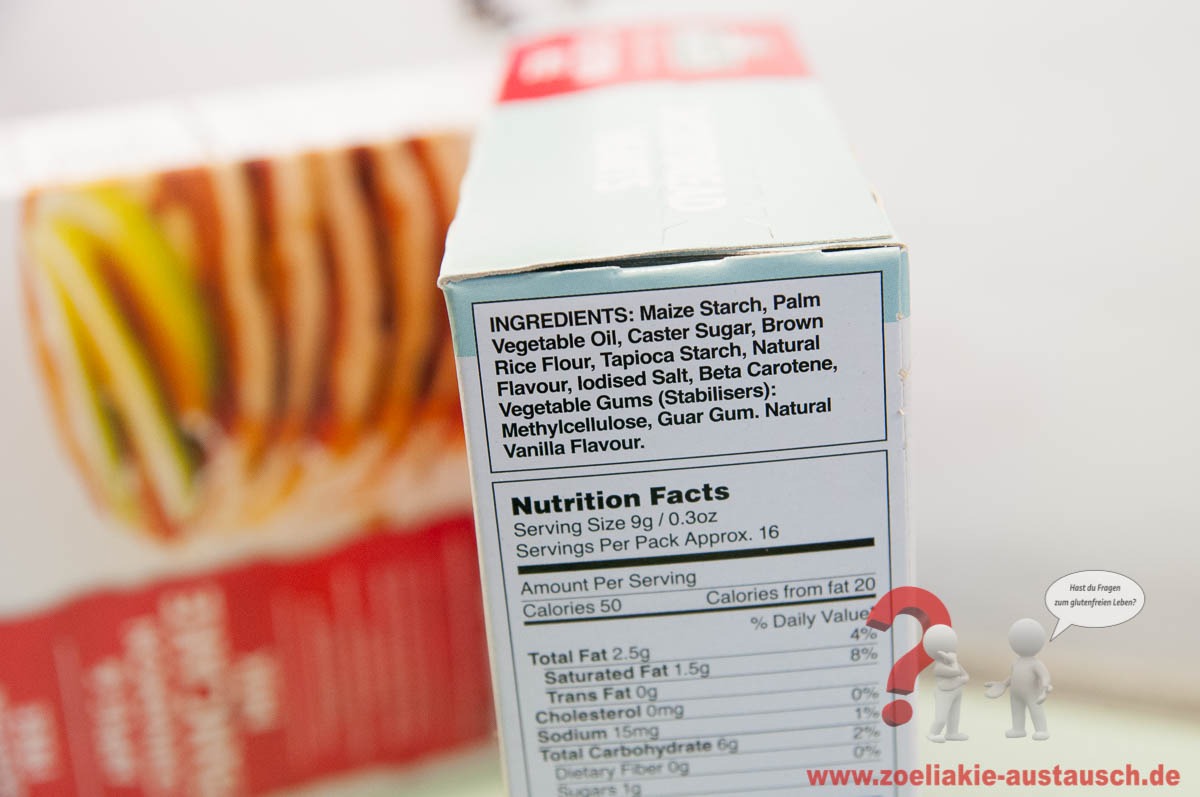 INGREDIENTS: Maize Starch, Palm
Vegetable Oil, Caster Sugar, Brown
Rice Flour, Tapioca Starch, Natural
Flavour, Iodised Salt, Beta Carotene,
Vegetable Gums (Stabilisers):
Methylcellulose, Guar Gum. Natural
Vanilla Flavour.
Nutrition Facts
Serving Size 9g / 0.3oz
Servings Per Pack Approx. 16
Amount Per Serving
Calories 50 Calories from fat 20
% Daily Value*
Total Fat 2.5g 4%
Saturated Fat 1.5g 8%
Trans Fat 0g
Cholesterol 0mg 0%
Sodium 15mg 1%
Total Carbohydrate 6g 2%
Dietary Fiber 0g 0%
Sugars 1g
Hast du Fragen
zum glutenfreien Leben?
?
www.zoeliakie-austausch.de